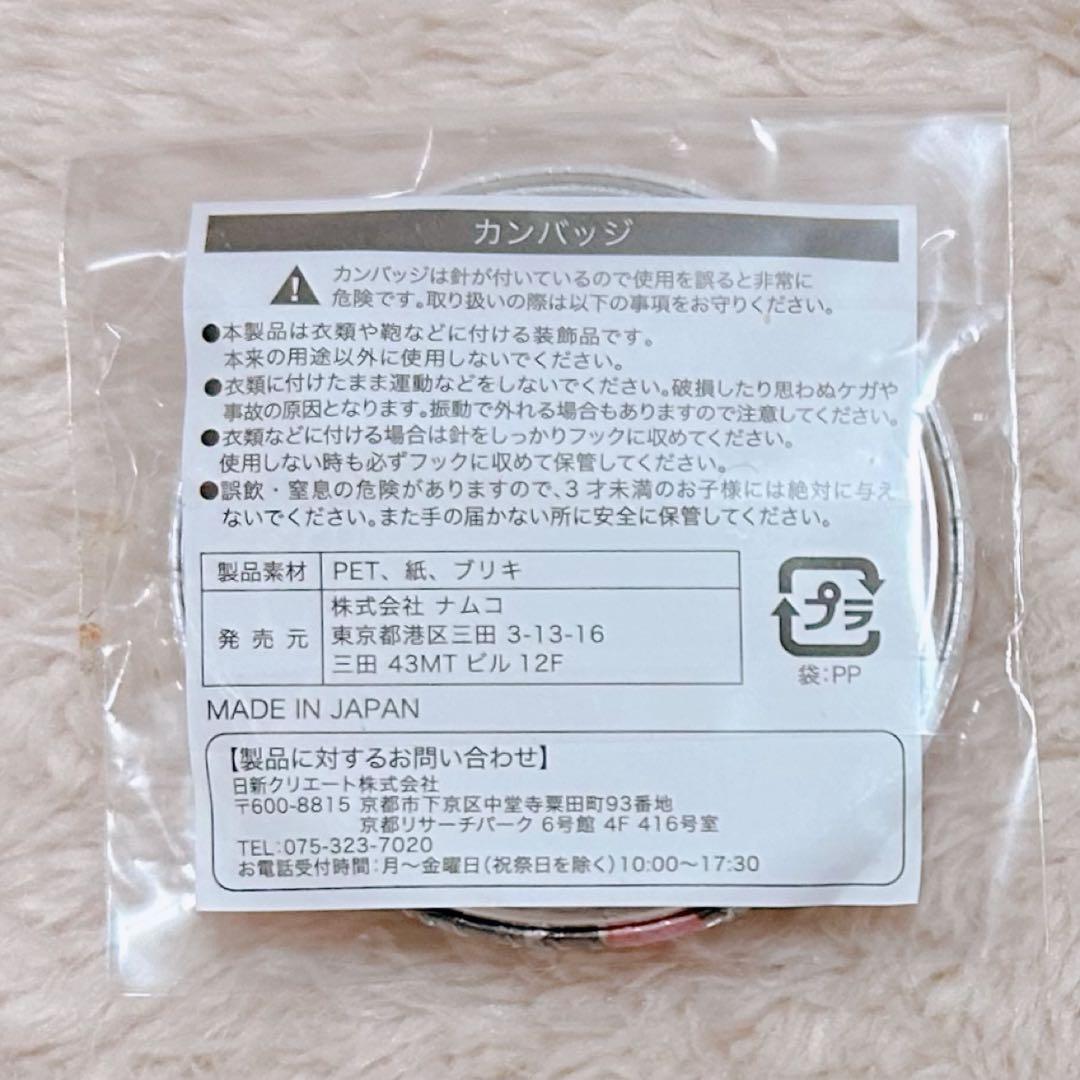 カンバッジ
カンバッジは針が付いているので使用を誤ると非常に
危険です。取り扱いの際は以下の事項をお守りください。
●本製品は衣類や鞄などに付ける装飾品です。
本来の用途以外に使用しないでください。
●衣類に付けたまま運動などをしないでください。破損したり思わぬケガや
事故の原因となります。振動で外れる場合もありますので注意してください。
●衣類などに付ける場合は針をしっかりフックに収めてください。
使用しない時も必ずフックに収めて保管してください。
●誤飲・窒息の危険がありますので、3才未満のお子様には絶対に与え
ないでください。また手の届かない所に安全に保管してください。
製品素材 PET、紙、ブリキ
発売元 株式会社 ナムコ
東京都港区三田 3-13-16
三田 43MT ビル 12F
プラ
袋:PP
MADE IN JAPAN
【製品に対するお問い合わせ】
日新クリエート株式会社
〒600-8815 京都市下京区中堂寺粟田町93番地
京都リサーチパーク 6号館 4F 416号室
TEL:075-323-7020
お電話受付時間:月～金曜日(祝祭日を除く)10:00～17:30